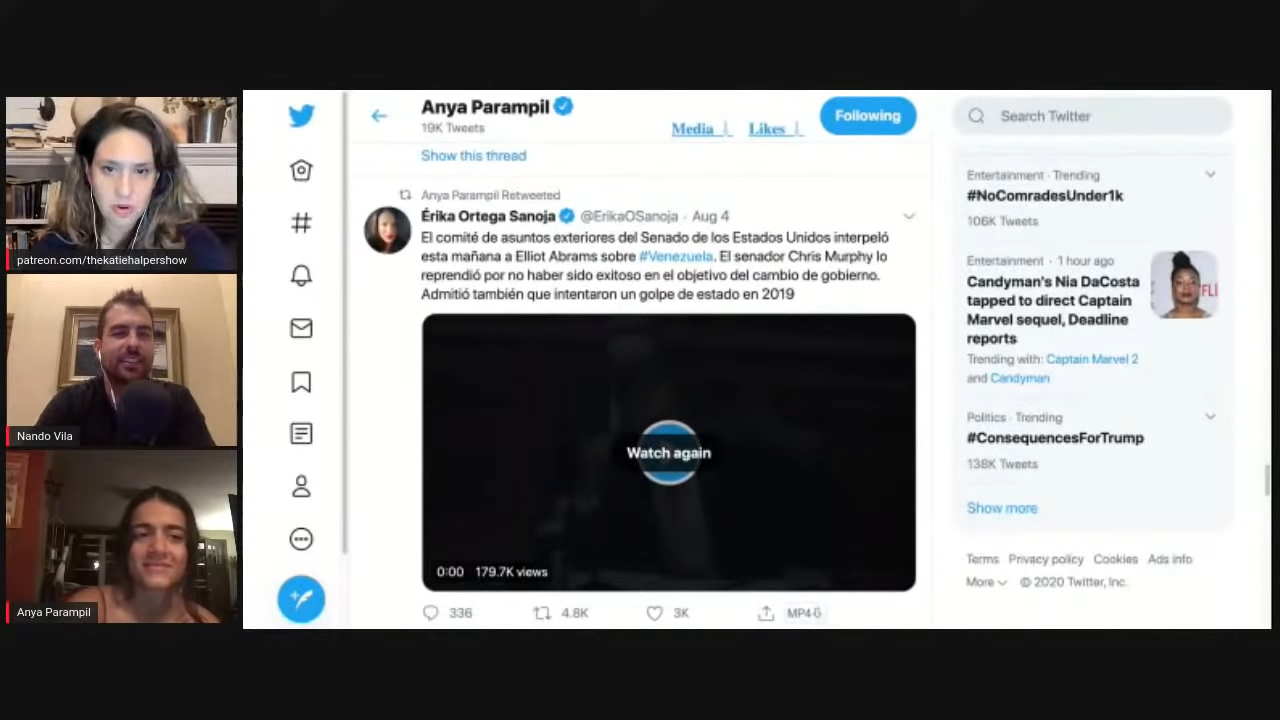 patreon.com/thekatiehalpershow
Nando Vila
Anya Parampil
Anya Parampil
19K Tweets
Media
Likes
Following
Show this thread
Anya Parampil Retweeted
Érika Ortega Sanoja @ErikaOSanoja · Aug 4
El comité de asuntos exteriores del Senado de los Estados Unidos interpeló
esta mañana a Elliot Abrams sobre #Venezuela. El senador Chris Murphy lo
reprendió por no haber sido exitoso en el objetivo del cambio de gobierno.
Admitió también que intentaron un golpe de estado en 2019
Watch again
0:00 179.7K views
336 4.8K 3K MP4
Search Twitter
Entertainment · Trending
#NoComradesUnder1k
106K Tweets
Entertainment · 1 hour ago
Candyman's Nia DaCosta
tapped to direct Captain
Marvel sequel, Deadline
reports
FLI
Trending with: Captain Marvel 2
and Candyman
Politics · Trending
#ConsequencesForTrump
138K Tweets
Show more
Terms Privacy policy Cookies Ads info
More © 2020 Twitter, Inc.